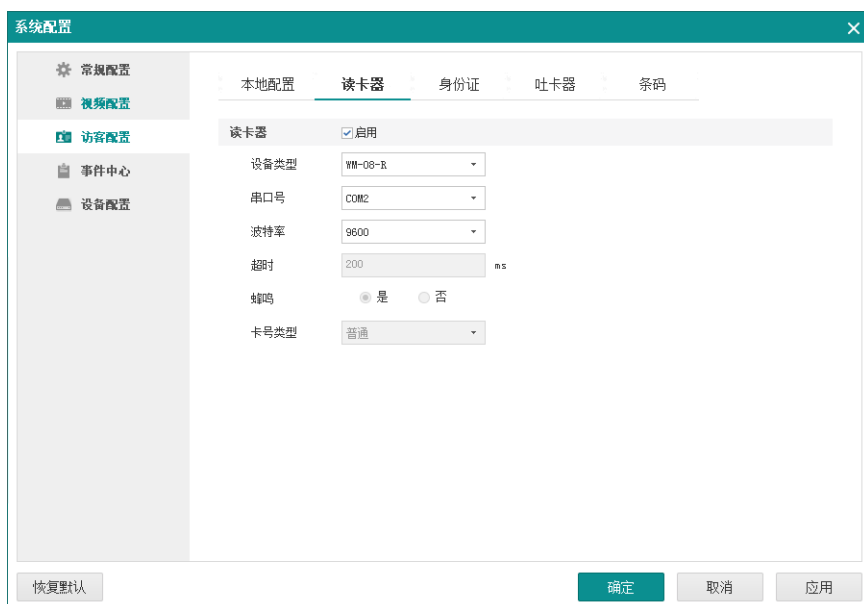 系统配置
常规配置
视频配置
访客配置
事件中心
设备配置
本地配置 读卡器 身份证 吐卡器 条码
读卡器 启用
设备类型 WM-08-R
串口号 COM2
波特率 9600
超时 200 ms
蜂鸣 是 否
卡号类型 普通
恢复默认 确定 取消 应用